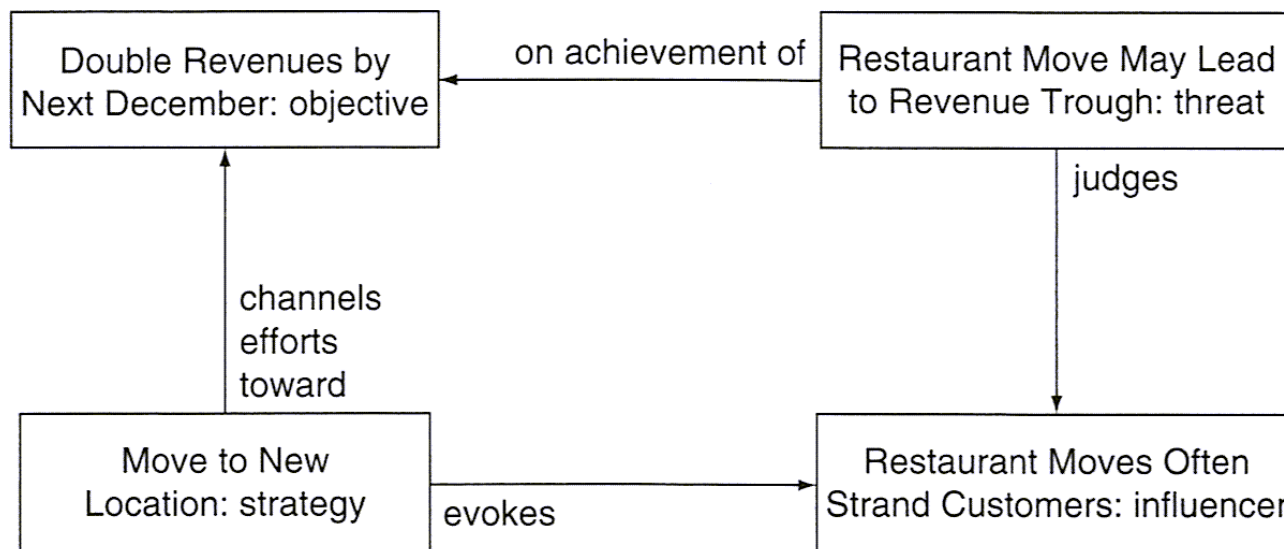 Double Revenues by
Next December: objective
on achievement of
Restaurant Move May Lead
to Revenue Trough: threat
judges
channels
efforts
toward
Move to New
Location: strategy
evokes
Restaurant Moves Often
Strand Customers: influencer